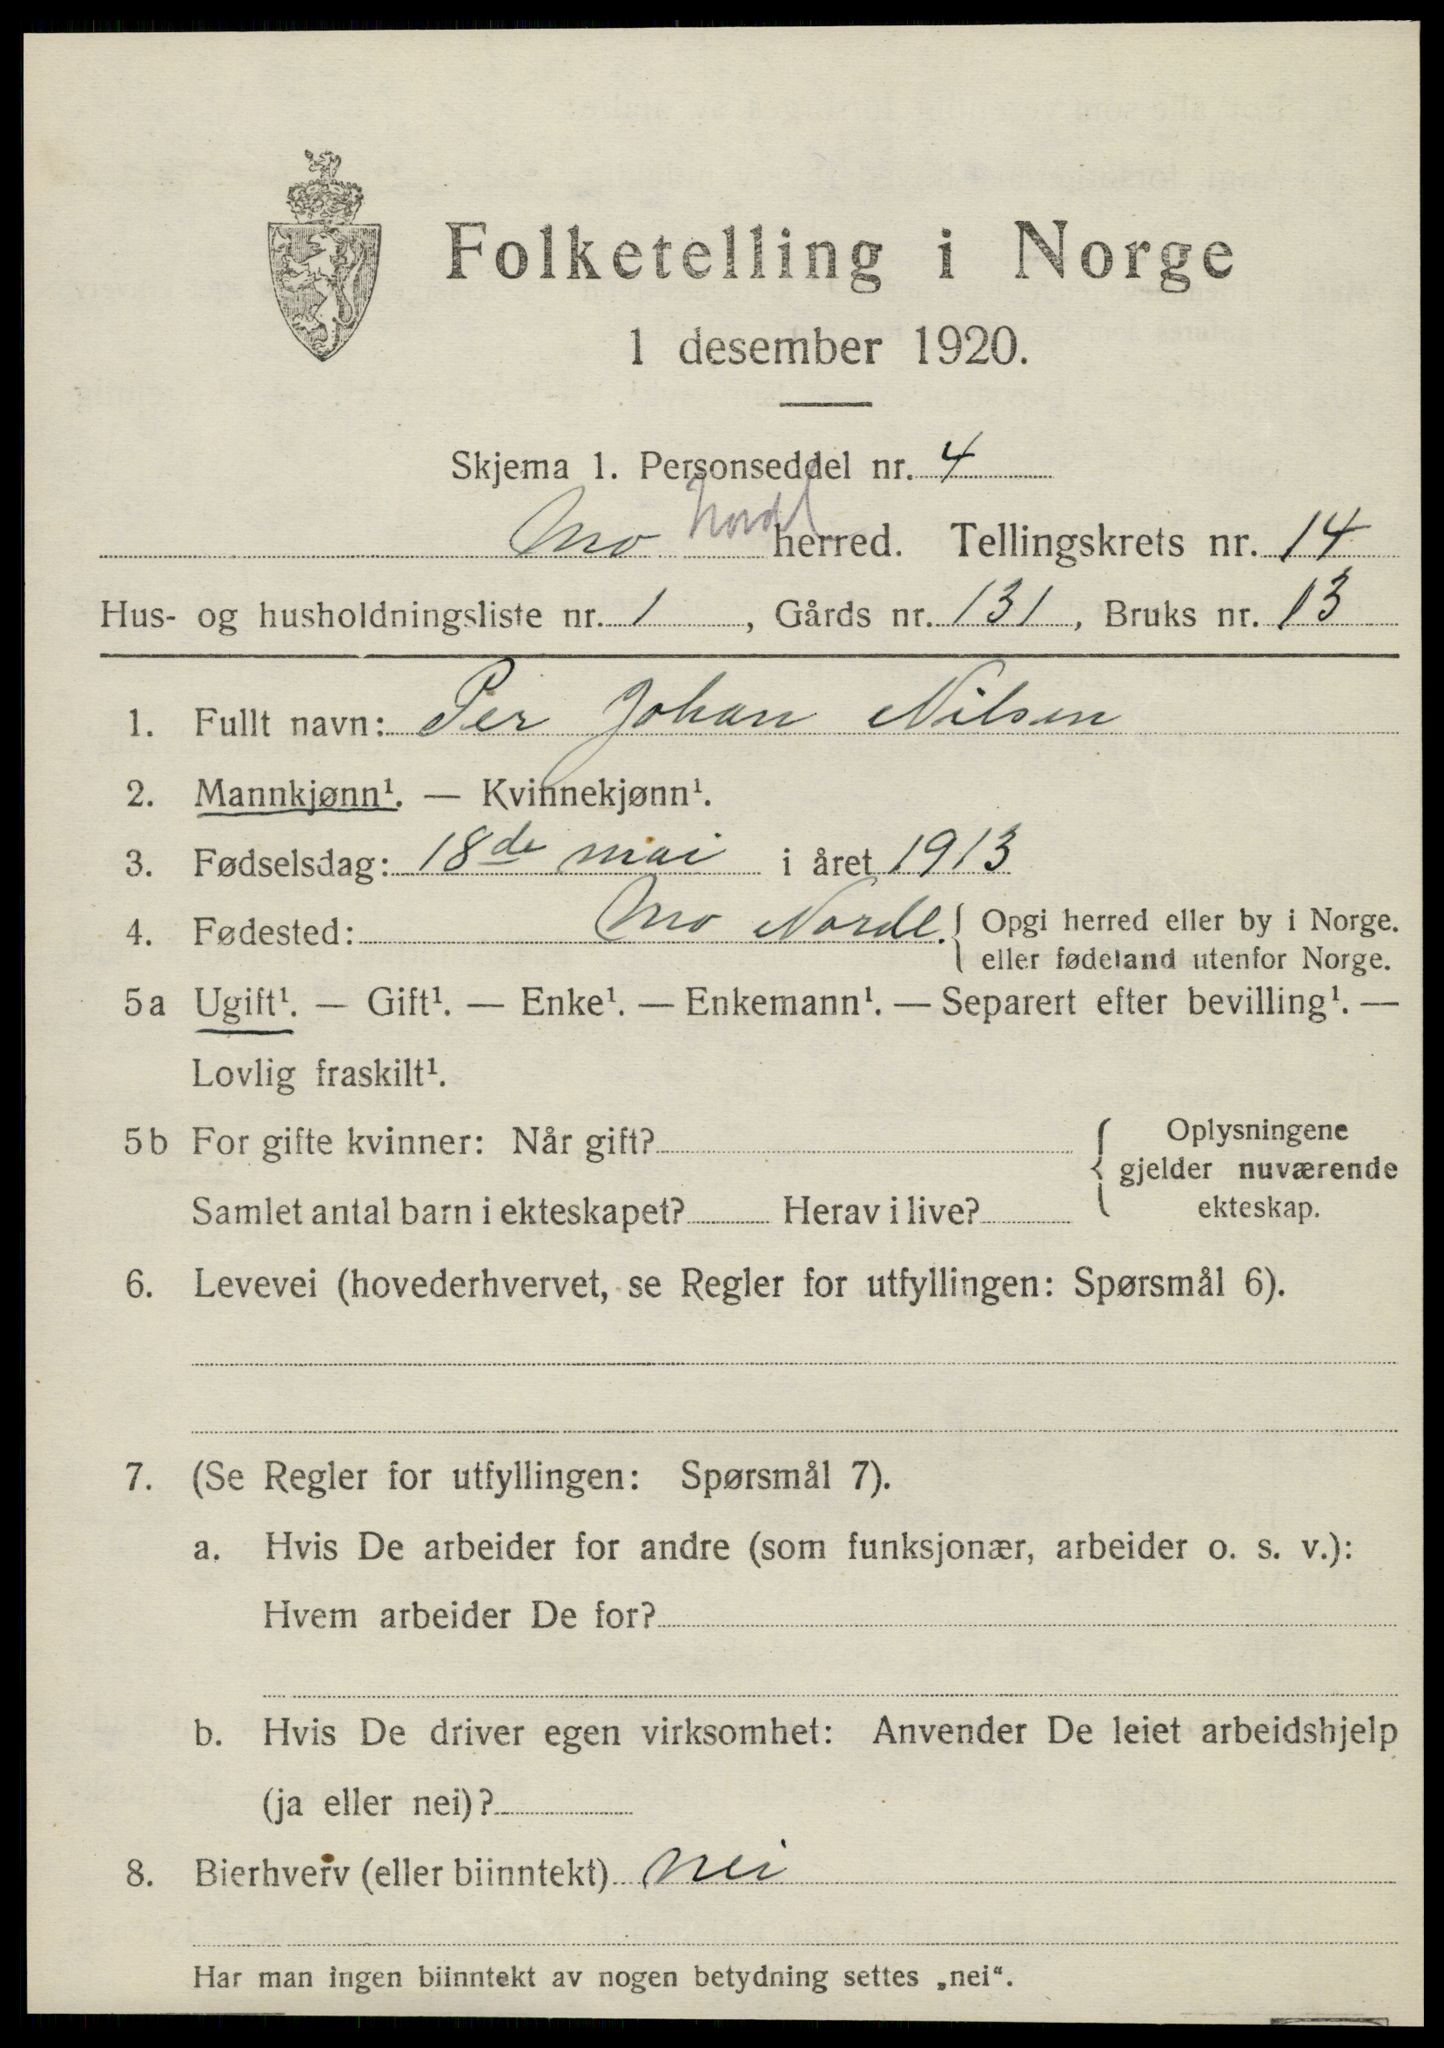 Folketelling i Norge
1 desember 1920.
Skjema 1. Personseddel nr. 4
Nordl
Mo herred. Tellingskrets nr. 14
Hus- og husholdningsliste nr. 1, Gårds nr. 131, Bruks nr. 13
1. Fullt navn: Per Johan Nilsen
2. Mannkjønn¹. — Kvinnekjønn¹.
3. Fødselsdag: 18de mai i året 1913
4. Fødested: Mo Nordl. { Opgi herred eller by i Norge.
eller fødeland utenfor Norge.
5a Ugift¹. — Gift¹. — Enke¹. — Enkemann¹. — Separert efter bevilling¹. —
Lovlig fraskilt¹.
5b For gifte kvinner: Når gift? { Oplysningene
gjelder nuværende
Samlet antal barn i ekteskapet? Herav i live? ekteskap.
6. Levevei (hovederhvervet, se Regler for utfyllingen: Spørsmål 6).
7. (Se Regler for utfyllingen: Spørsmål 7).
a. Hvis De arbeider for andre (som funksjonær, arbeider o. s. v.):
Hvem arbeider De for?
b. Hvis De driver egen virksomhet: Anvender De leiet arbeidshjelp
(ja eller nei)?
8. Bierhverv (eller biinntekt) nei
Har man ingen biinntekt av nogen betydning settes „nei“.